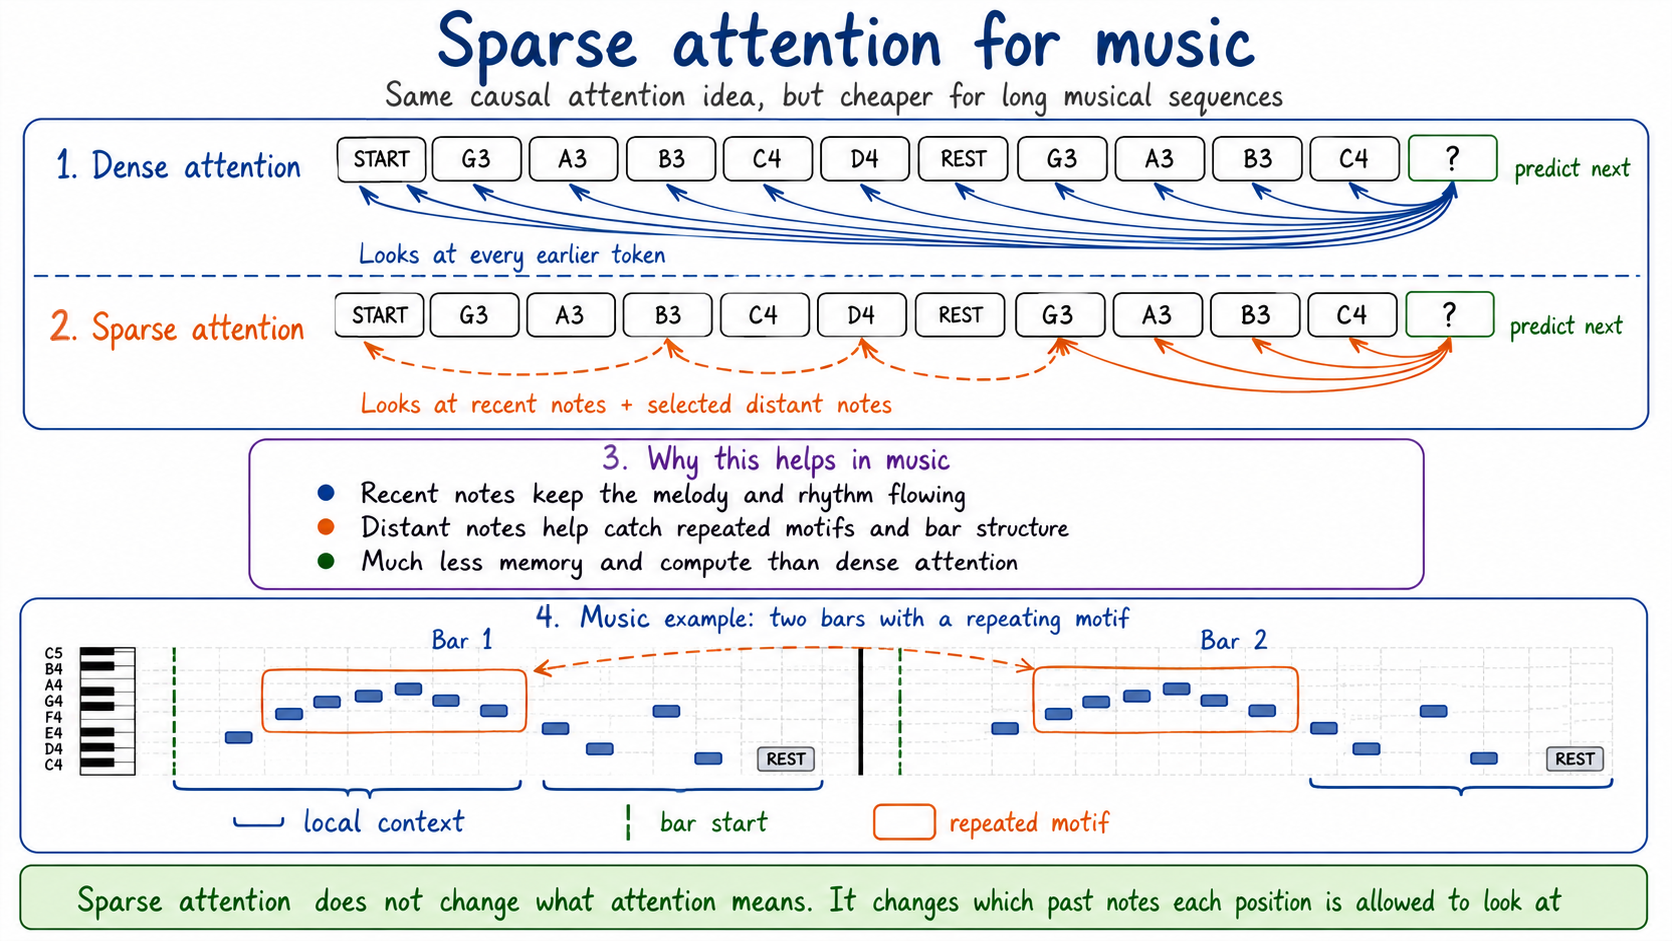 Sparse attention for music
Same causal attention idea, but cheaper for long musical sequences
1. Dense attention
START G3 A3 B3 C4 D4 REST G3 A3 B3 C4 ?
predict next
Looks at every earlier token
2. Sparse attention
START G3 A3 B3 C4 D4 REST G3 A3 B3 C4 ?
predict next
Looks at recent notes + selected distant notes
3. Why this helps in music
Recent notes keep the melody and rhythm flowing
Distant notes help catch repeated motifs and bar structure
Much less memory and compute than dense attention
4. Music example: two bars with a repeating motif
Bar 1
Bar 2
C5
B4
A4
G4
F4
E4
D4
C4
REST
REST
local context
bar start
repeated motif
Sparse attention does not change what attention means. It changes which past notes each position is allowed to look at